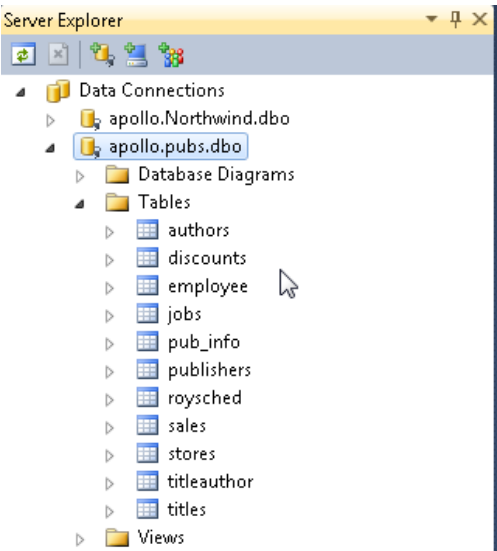 Server Explorer
Data Connections
apollo.Northwind.dbo
apollo.pubs.dbo
Database Diagrams
Tables
authors
discounts
employee
jobs
pub_info
publishers
roysched
sales
stores
titleauthor
titles
Views